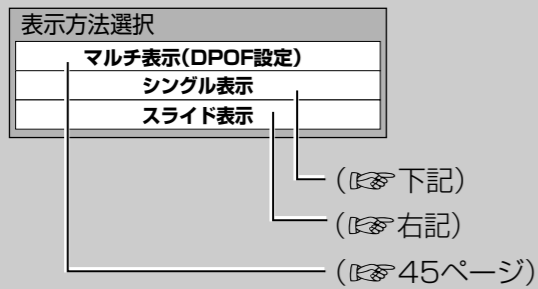 表示方法選択
マルチ表示(DPOF設定)
シングル表示
スライド表示
(☞下記)
(☞右記)
(☞45ページ)